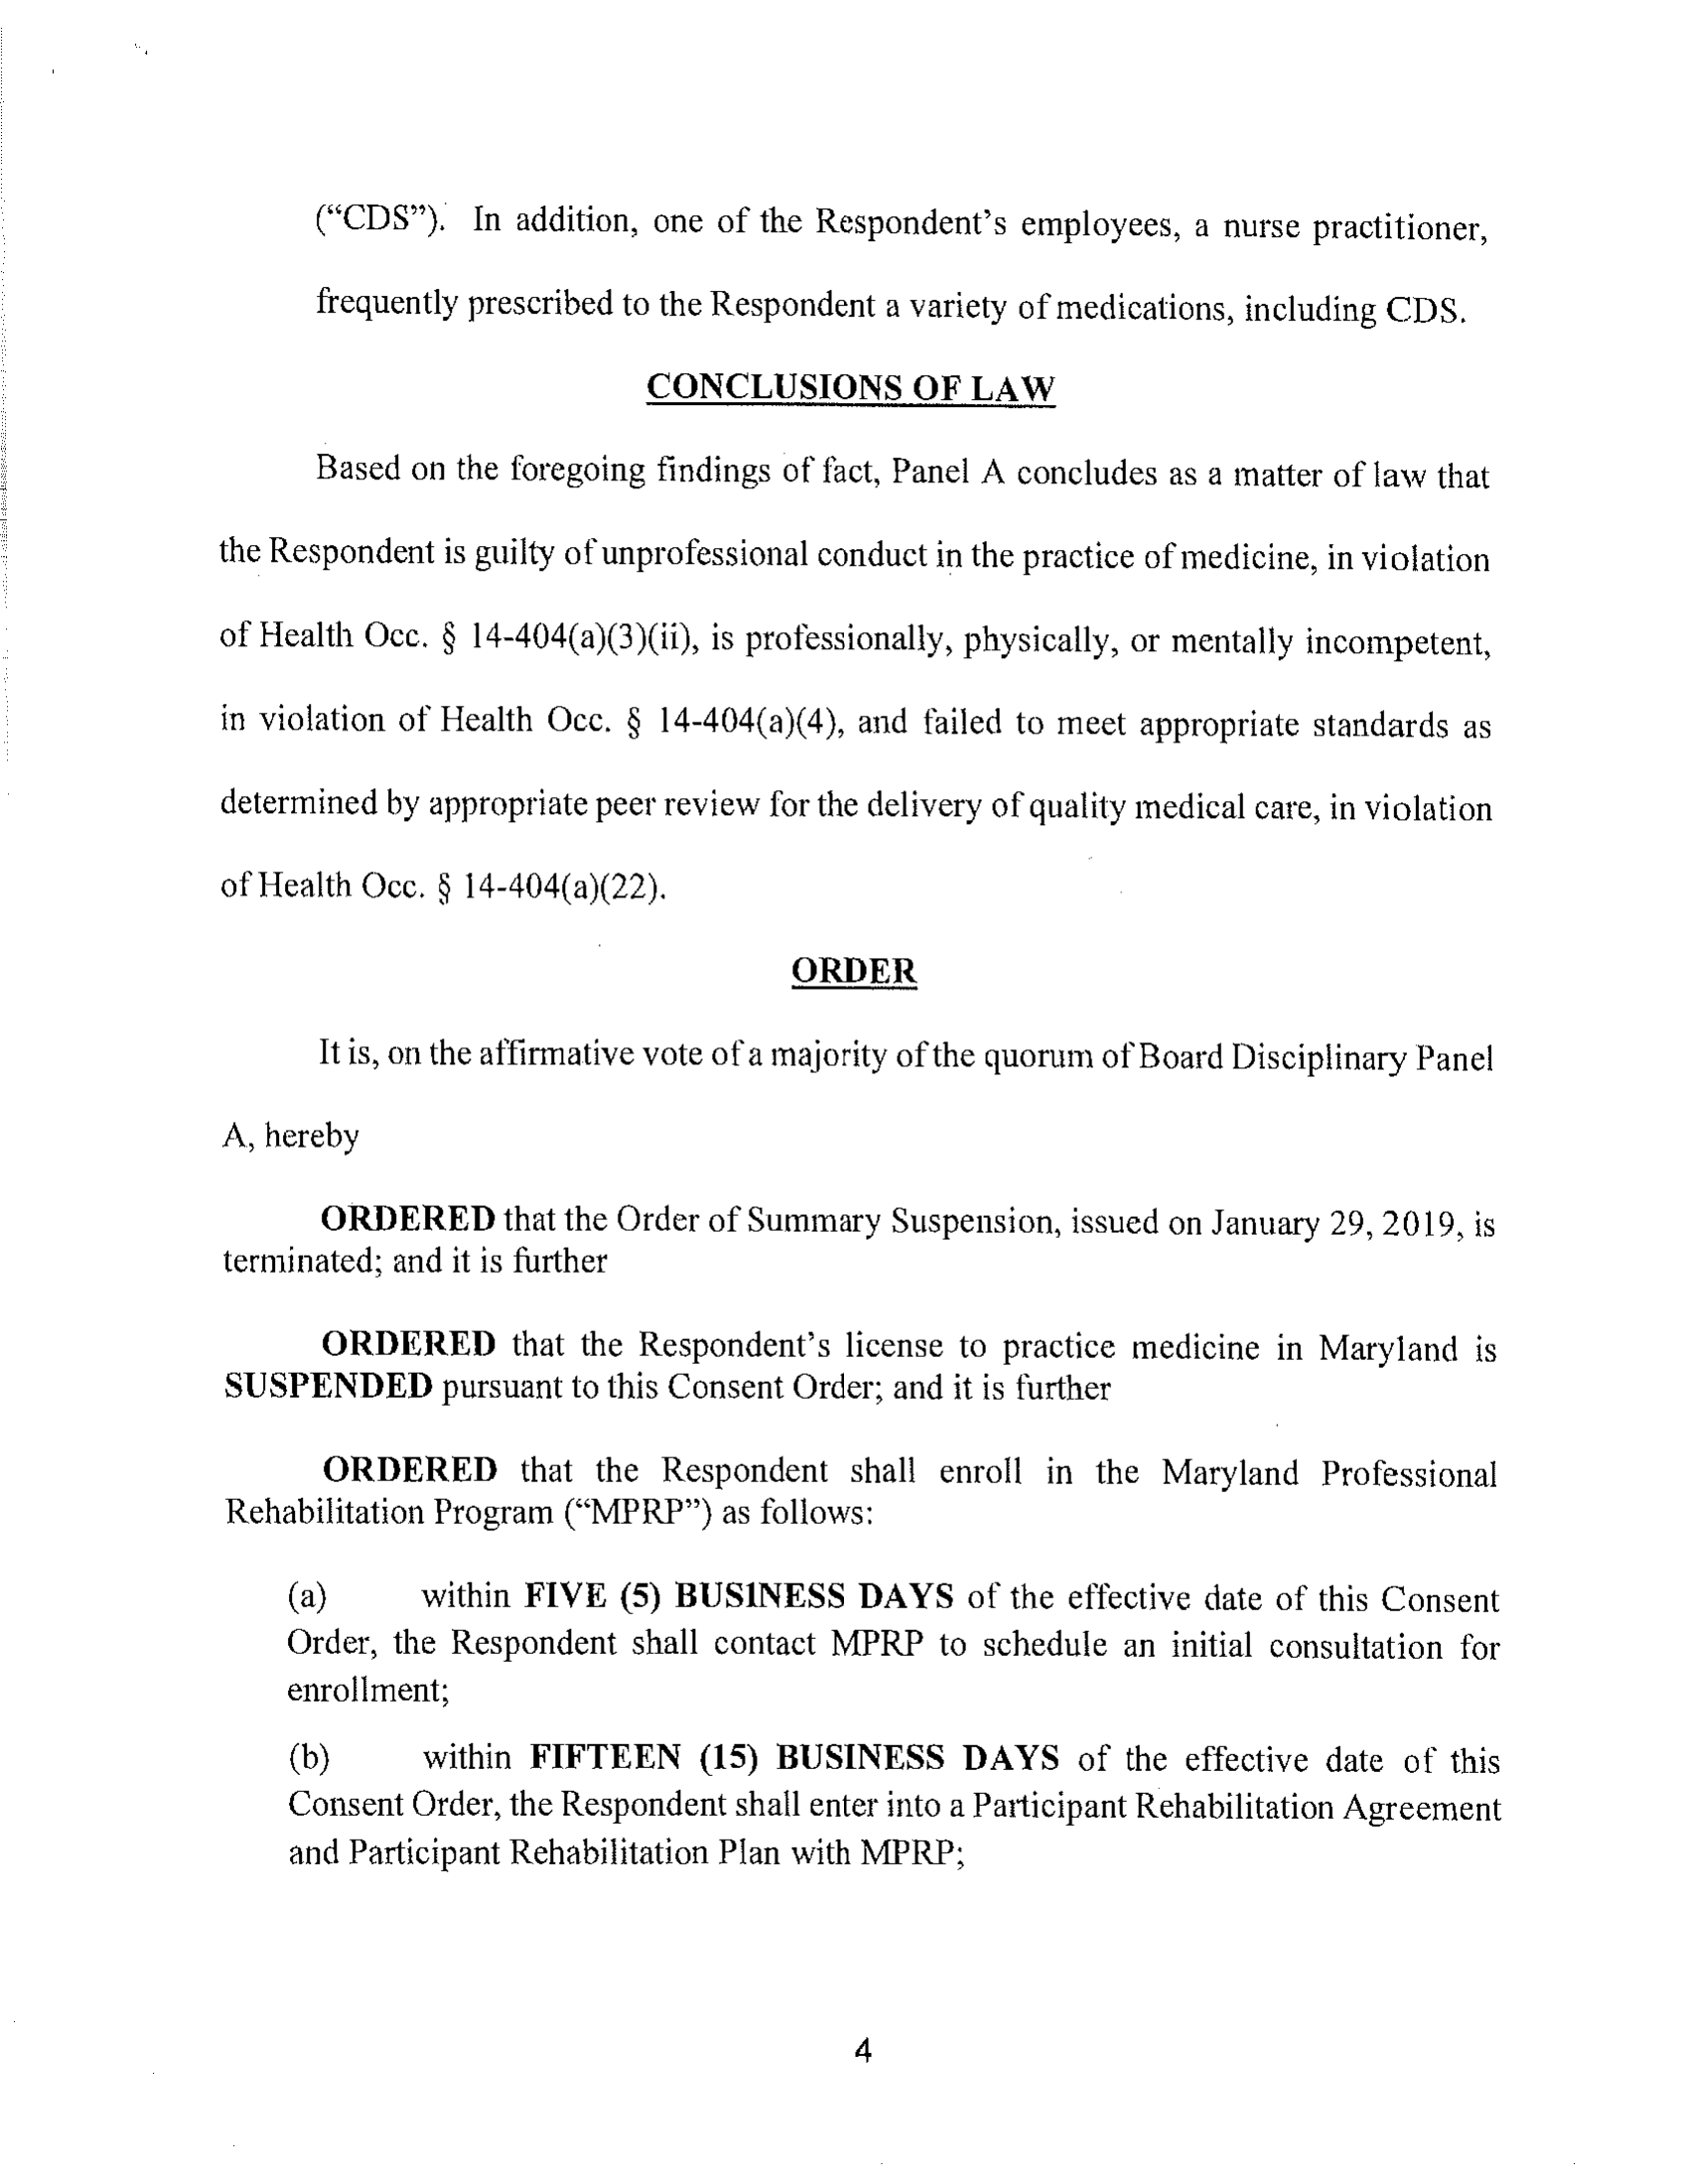 (“CDS”). In addition, one of the Respondent’s employees, a nurse practitioner,
frequently prescribed to the Respondent a variety of medications, including CDS.
CONCLUSIONS OF LAW
Based on the foregoing findings of fact, Panel A concludes as a matter of law that
the Respondent is guilty of unprofessional conduct in the practice of medicine, in violation
of Health Occ. § 14-404(a)(3)(ii), is professionally, physically, or mentally incompetent,
in violation of Health Occ. § 14-404(a)(4), and failed to meet appropriate standards as
determined by appropriate peer review for the delivery of quality medical care, in violation
of Health Occ. § 14-404(a)(22).
ORDER
It is, on the affirmative vote of a majority of the quorum of Board Disciplinary Panel
A, hereby
ORDERED that the Order of Summary Suspension, issued on January 29, 2019, is
terminated; and it is further
ORDERED that the Respondent’s license to practice medicine in Maryland is
SUSPENDED pursuant to this Consent Order; and it is further
ORDERED that the Respondent shall enroll in the Maryland Professional
Rehabilitation Program (“MPRP”) as follows:
(a) within FIVE (5) BUSINESS DAYS of the effective date of this Consent
Order, the Respondent shall contact MPRP to schedule an initial consultation for
enrollment;
(b) within FIFTEEN (15) BUSINESS DAYS of the effective date of this
Consent Order, the Respondent shall enter into a Participant Rehabilitation Agreement
and Participant Rehabilitation Plan with MPRP;
4